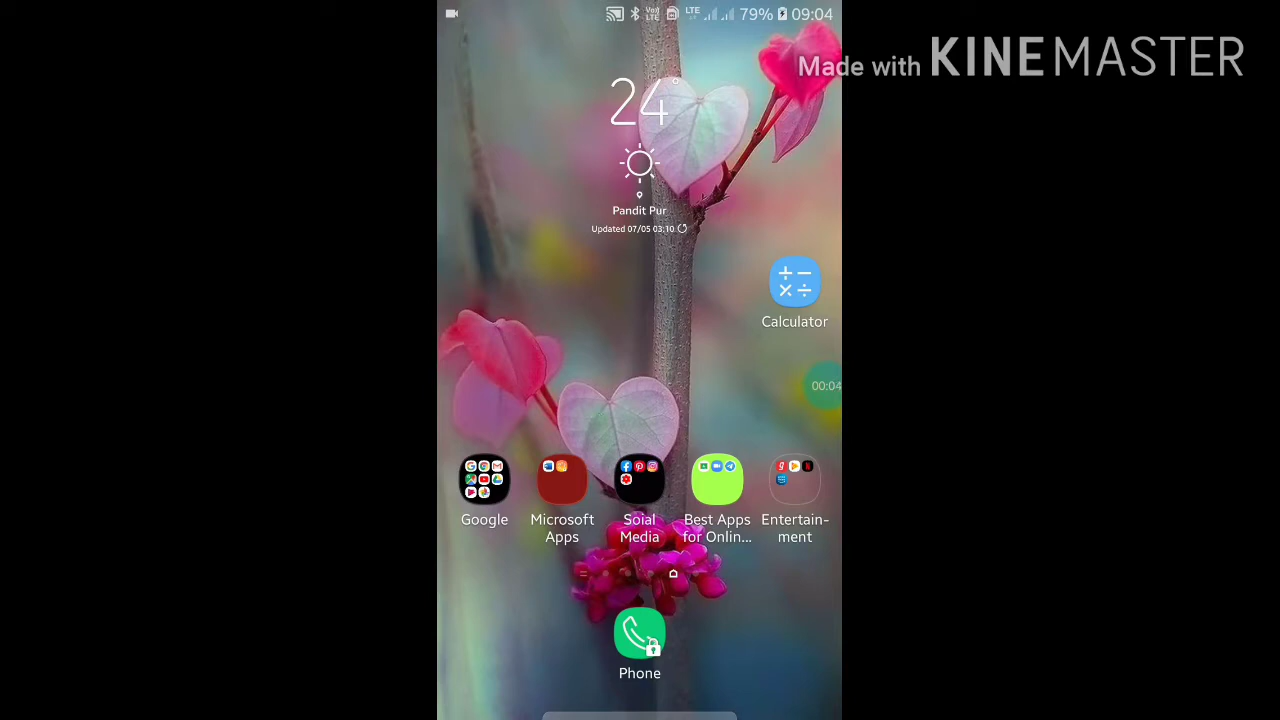 VoLTE LTE 79% 09:04
Made with KINEMASTER
24°
Pandit Pur
Updated 07/05 03:10
Calculator
00:04
Google
Microsoft
Apps
Soial
Media
Best Apps
for Onlin...
Entertain-
ment
Phone